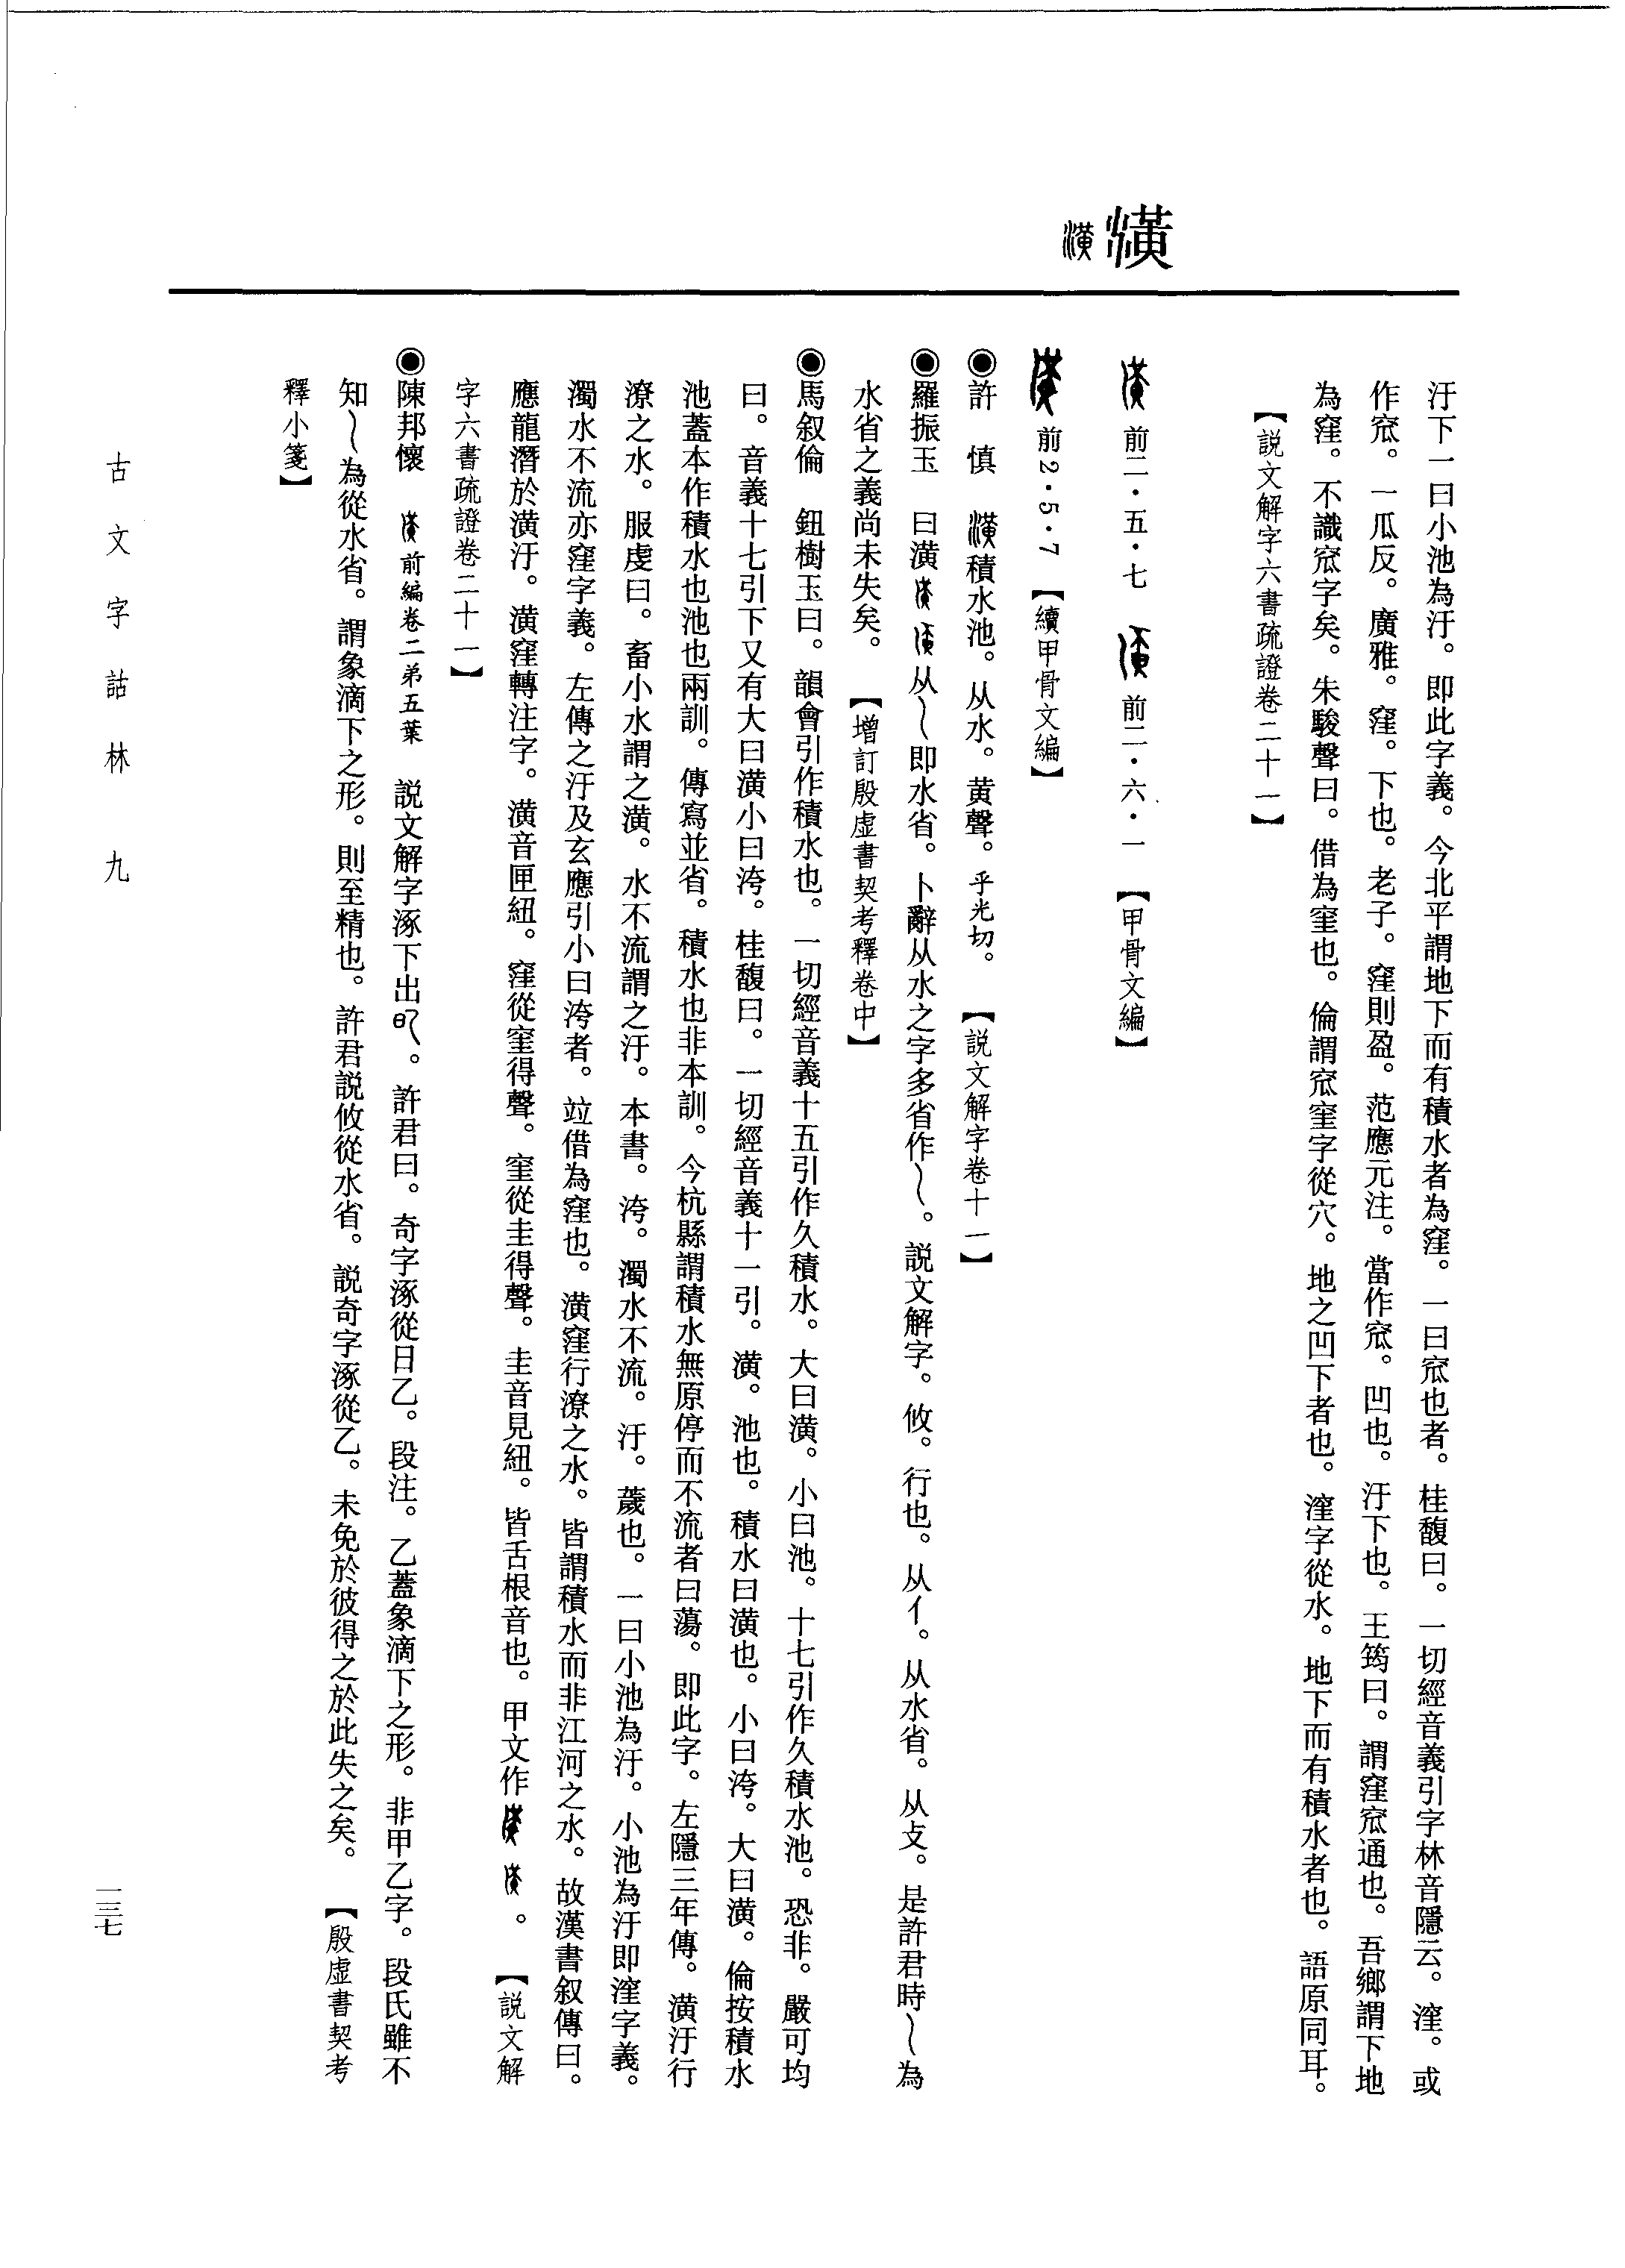 潢
汙下一曰小池為汙。即此字義。今北平謂地下而有積水者為窪。一曰窊也者。桂馥曰。一切經音義引字林音隱云。漥。或
作窊。一瓜反。廣雅。窪。下也。老子。窪則盈。范應元注。當作窊。凹也。汙下也。王筠曰。謂窪窊通也。吾鄉謂下地
為窪。不識窊字矣。朱駿聲曰。借為窐也。倫謂窊窐字從穴。地之凹下者也。漥字從水。地下而有積水者也。語原同耳。
【説文解字六書疏證卷二十一】
前二·五·七 前二·六·一 【甲骨文編】
前2·5·7 【續甲骨文編】
◉許 慎 積水池。从水。黄聲。乎光切。 【説文解字卷十一】
◉羅振玉 曰潢 从〵即水省。卜辭从水之字多省作〵。説文解字。攸。行也。从亻。从水省。从攴。是許君時〵為
水省之義尚未失矣。 【增訂殷虛書契考釋卷中】
◉馬叙倫 鈕樹玉曰。韻會引作積水也。一切經音義十五引作久積水。大曰潢。小曰池。十七引作久積水池。恐非。嚴可均
曰。音義十七引下又有大曰潢小曰洿。桂馥曰。一切經音義十一引。潢。池也。積水曰潢也。小曰洿。大曰潢。倫按積水
池蓋本作積水也池也兩訓。傳寫並省。積水也非本訓。今杭縣謂積水無原停而不流者曰蕩。即此字。左隱三年傳。潢汙行
潦之水。服虔曰。畜小水謂之潢。水不流謂之汙。本書。洿。濁水不流。汙。薉也。一曰小池為汙。小池為汙即漥字義。
濁水不流亦窪字義。左傳之汙及玄應引小曰洿者。竝借為窪也。潢窪行潦之水。皆謂積水而非江河之水。故漢書叙傳曰。
應龍潛於潢汙。潢窪轉注字。潢音匣紐。窪從窐得聲。窐從圭得聲。圭音見紐。皆舌根音也。甲文作 。 【説文解
字六書疏證卷二十一】
◉陳邦懷 前編卷二弟五葉 説文解字涿下出 。許君曰。奇字涿從日乙。段注。乙蓋象滴下之形。非甲乙字。段氏雖不
知〵為從水省。謂象滴下之形。則至精也。許君説攸從水省。説奇字涿從乙。未免於彼得之於此失之矣。 【殷虛書契考
釋小箋】
古文字詁林 九
一三七